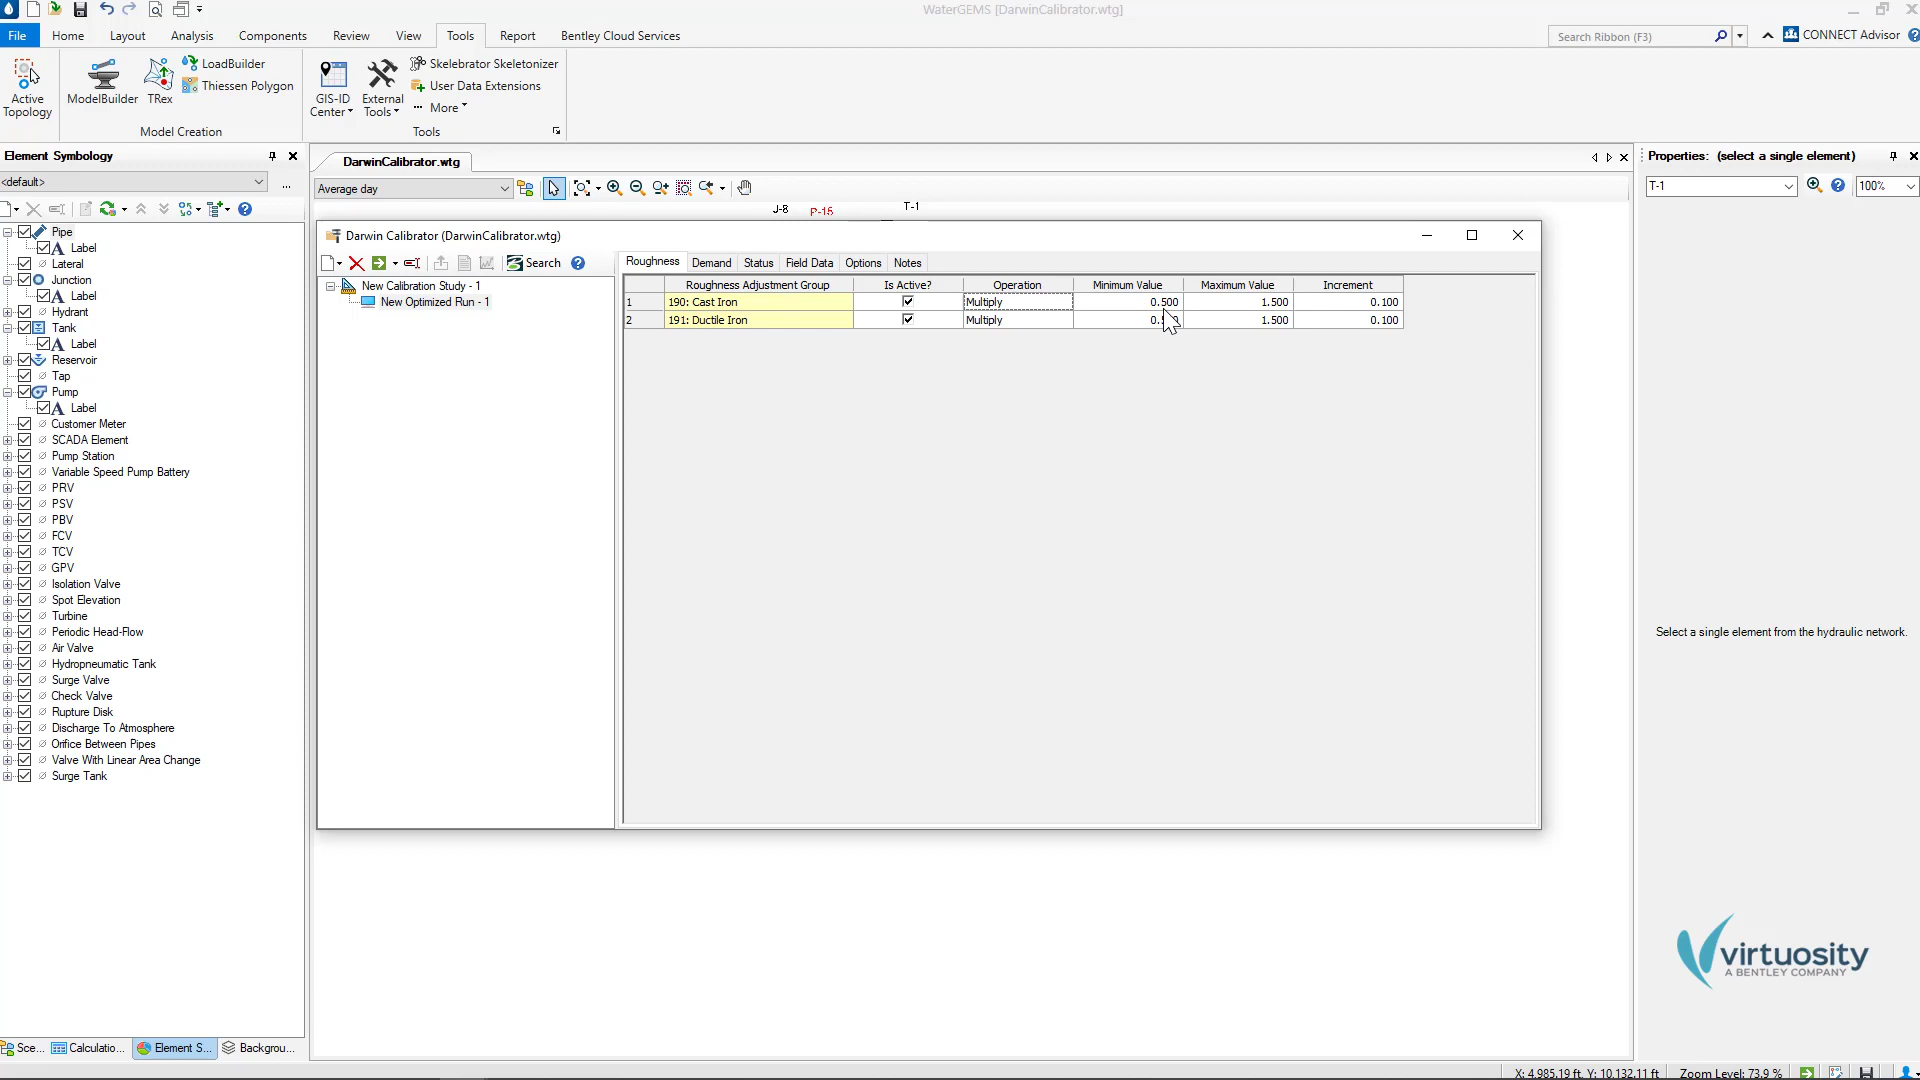 WaterGEMS [DarwinCalibrator.wtg]
File Home Layout Analysis Components Review View Tools Report Bentley Cloud Services
Search Ribbon (F3)
CONNECT Advisor
Active Topology
ModelBuilder
TRex
LoadBuilder
Thiessen Polygon
Model Creation
GIS-ID Center
External Tools
Skelebrator Skeletonizer
User Data Extensions
More
Tools
Element Symbology
<default>
...
Pipe
Label
Lateral
Junction
Label
Hydrant
Tank
Label
Reservoir
Tap
Pump
Label
Customer Meter
SCADA Element
Pump Station
Variable Speed Pump Battery
PRV
PSV
PBV
FCV
TCV
GPV
Isolation Valve
Spot Elevation
Turbine
Periodic Head-Flow
Air Valve
Hydropneumatic Tank
Surge Valve
Check Valve
Rupture Disk
Discharge To Atmosphere
Orifice Between Pipes
Valve With Linear Area Change
Surge Tank
Sce... Calculatio... Element S... Backgrou...
DarwinCalibrator.wtg
Average day
J-8 P-15 T-1
Darwin Calibrator (DarwinCalibrator.wtg)
Search
New Calibration Study - 1
New Optimized Run - 1
Roughness Demand Status Field Data Options Notes
Roughness Adjustment Group Is Active? Operation Minimum Value Maximum Value Increment
1 190: Cast Iron Multiply 0.500 1.500 0.100
2 191: Ductile Iron Multiply 1.500 0.100
Properties: (select a single element)
T-1
100%
Select a single element from the hydraulic network.
virtuosity
A BENTLEY COMPANY
X: 4,985.19 ft, Y: 10,132.11 ft Zoom Level: 73.9 %